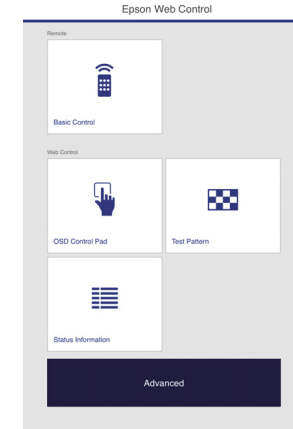 Epson Web Control
Remote
Basic Control
Web Control
OSD Control Pad
Test Pattern
Status Information
Advanced